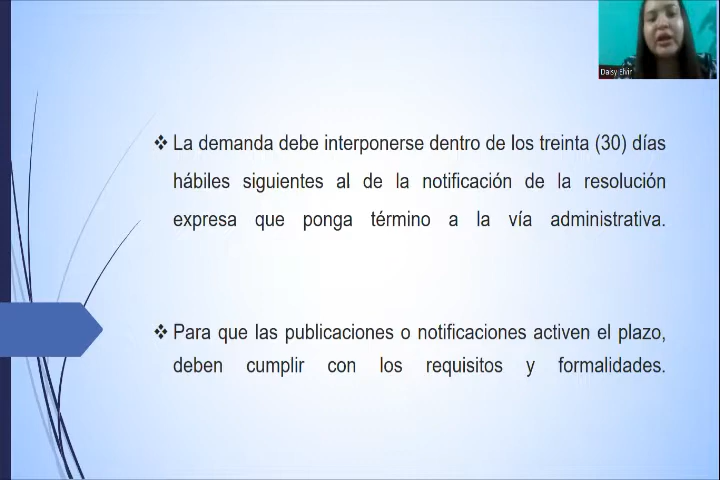 Daisy Elvir
❖ La demanda debe interponerse dentro de los treinta (30) días
hábiles siguientes al de la notificación de la resolución
expresa que ponga término a la vía administrativa.
❖ Para que las publicaciones o notificaciones activen el plazo,
deben cumplir con los requisitos y formalidades.